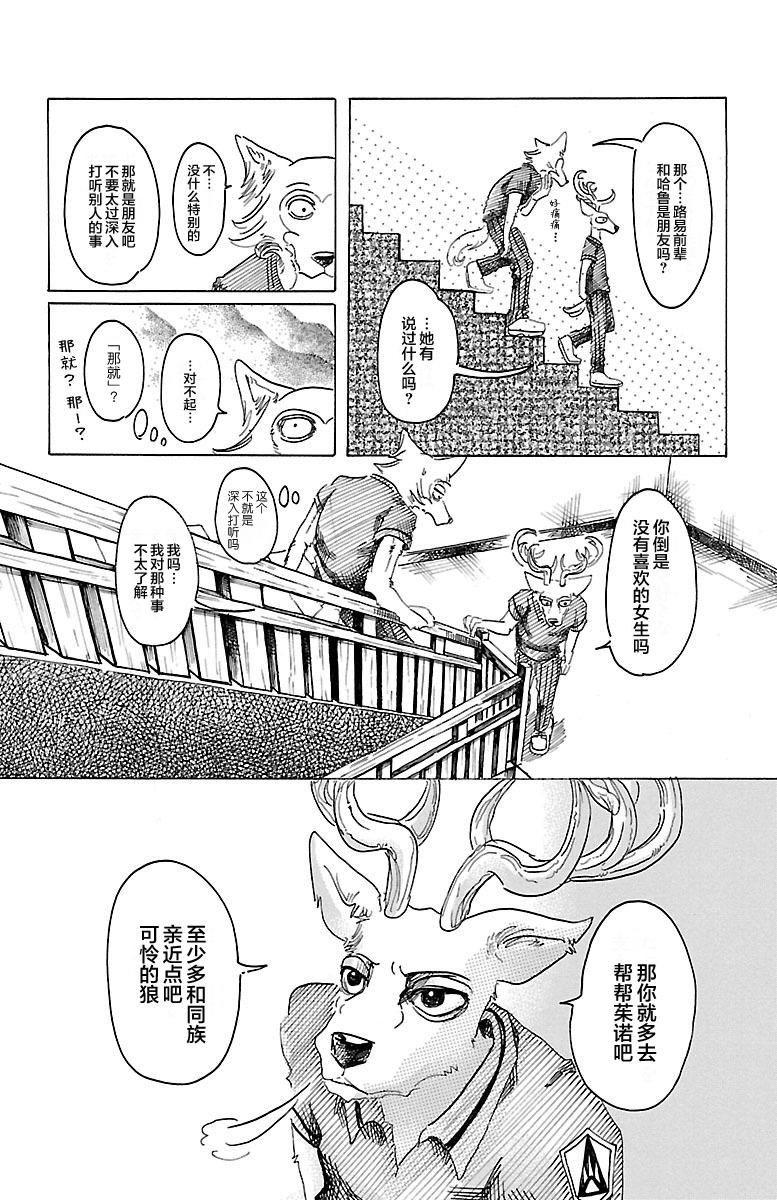 那个…路易前辈
和哈鲁是朋友吗？
好痛痛…
…她有
说过什么吗？
不…
没什么特别的
那就是朋友吧
不要太过深入
打听别人的事
…对不起…
「那就」？
那就？那—？
你倒是
没有喜欢的女生吗
这个
不就是
深入打听吗
我吗…
我对那种事
不太了解
那你就多去
帮帮茱诺吧
至少多和同族
亲近点吧
可怜的狼